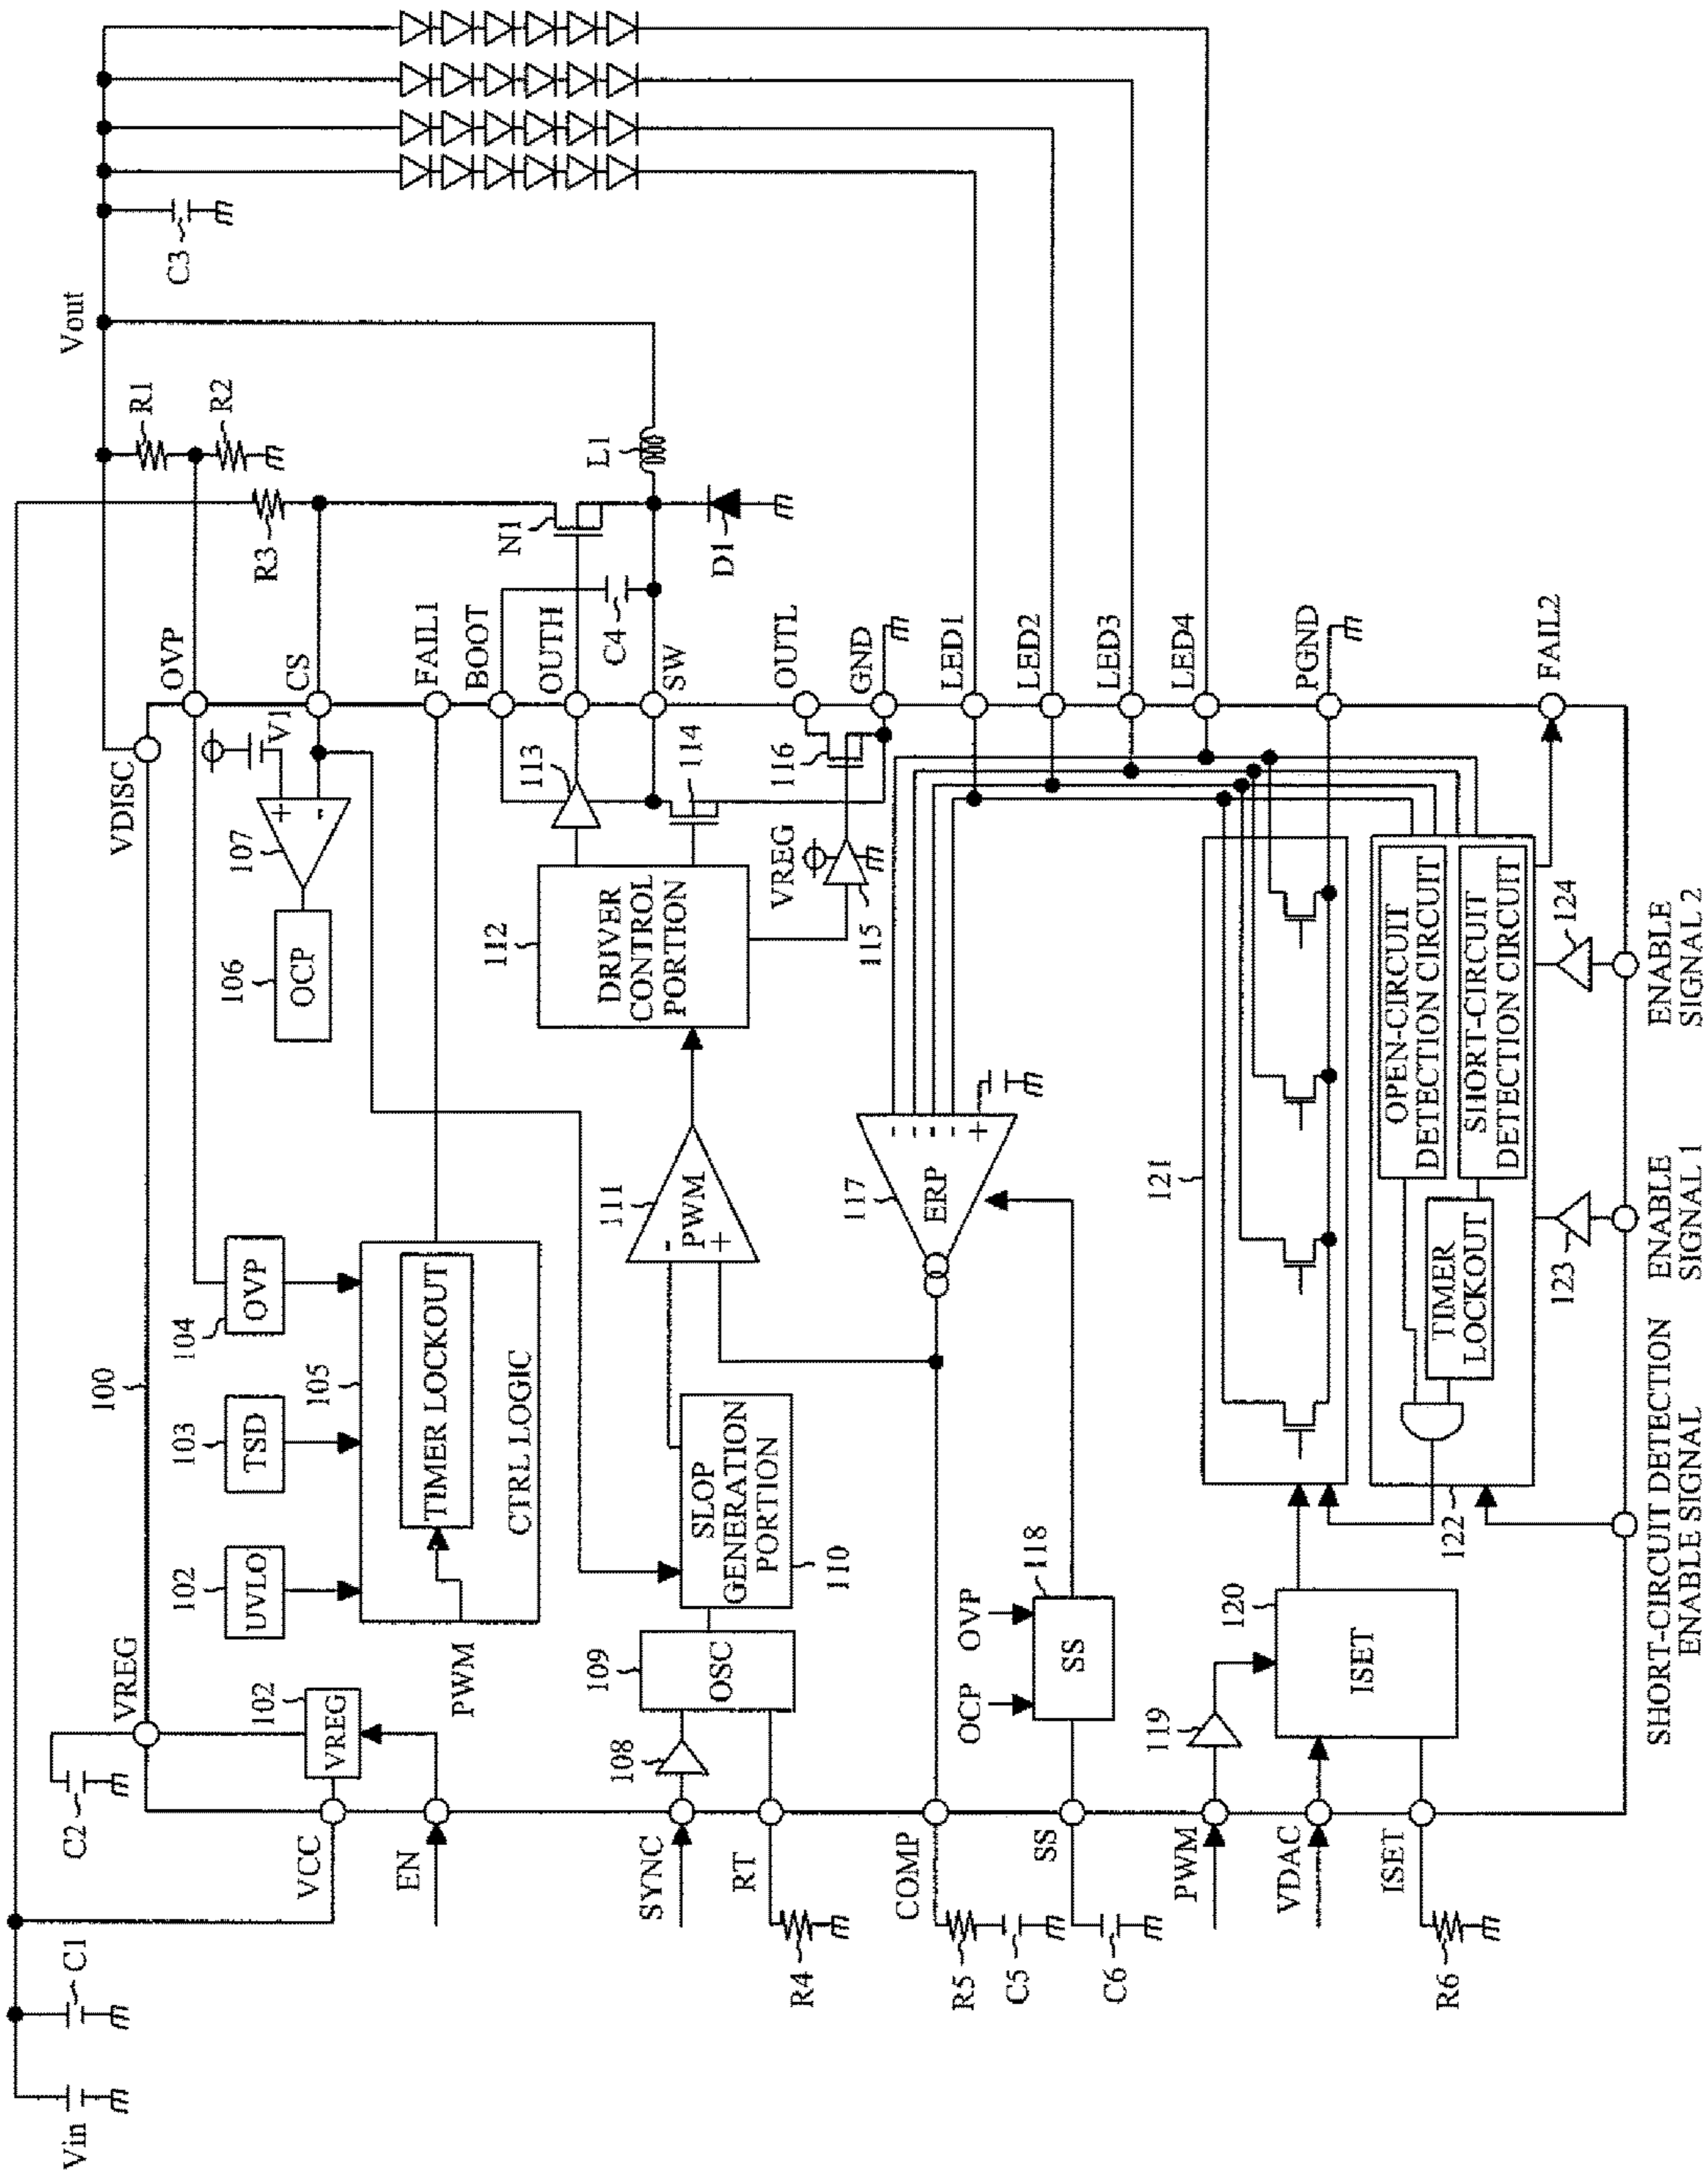 Vin
C1
C2
VREG
100
VDISC
Vout
C3
R1
R2
R3
VCC
102
VREG
EN
102
UVLO
103
TSD
104
OVP
105
TIMER LOCKOUT
CTRL LOGIC
PWM
106
OCP
107
+
-
V1
OVP
CS
FAIL1
BOOT
OUTH
SW
N1
L1
C4
D1
SYNC
108
109
OSC
RT
R4
SLOP
GENERATION
PORTION
110
111
PWM
-
+
112
DRIVER
CONTROL
PORTION
113
114
VREG
115
116
OUTL
GND
COMP
R5
C5
117
ERP
-
-
-
-
+
LED1
LED2
LED3
LED4
PGND
FAIL2
SS
C6
OCP
OVP
118
SS
PWM
119
VDAC
ISET
R6
120
ISET
121
122
TIMER
LOCKOUT
OPEN-CIRCUIT
DETECTION CIRCUIT
SHORT-CIRCUIT
DETECTION CIRCUIT
123
124
SHORT-CIRCUIT DETECTION
ENABLE SIGNAL
ENABLE
SIGNAL 1
ENABLE
SIGNAL 2